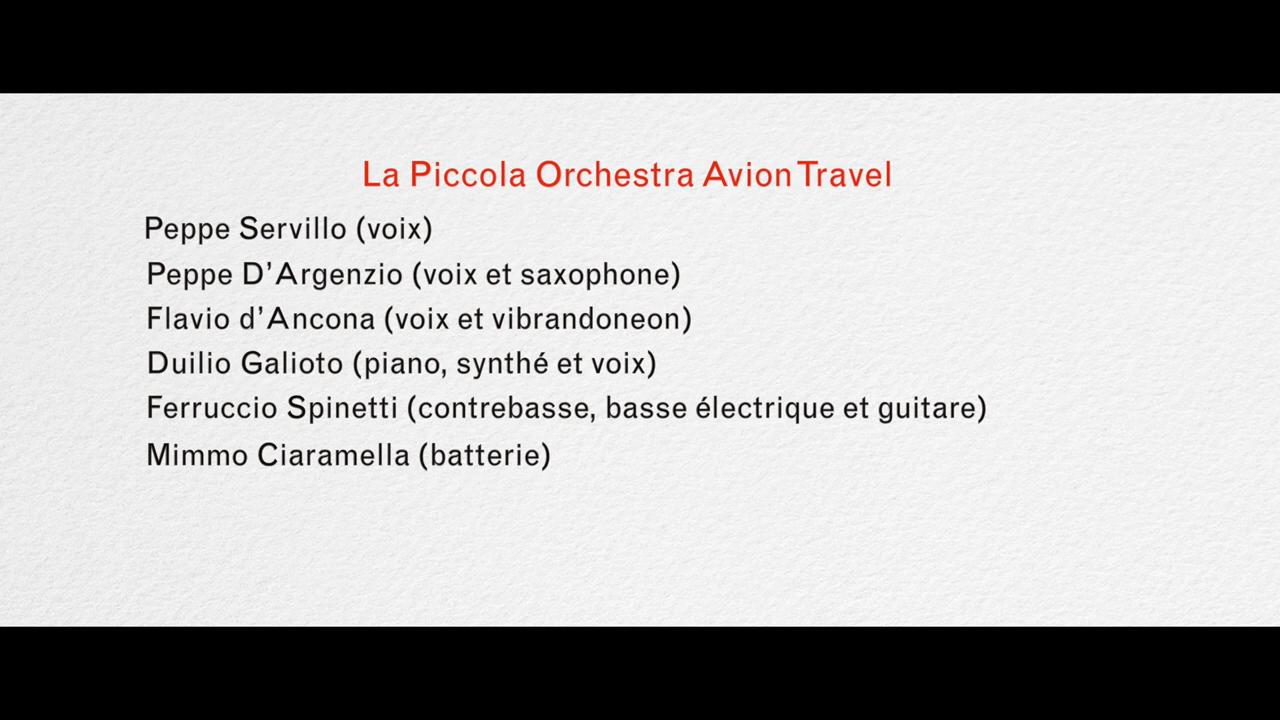 La Piccola Orchestra Avion Travel
Peppe Servillo (voix)
Peppe D’Argenzio (voix et saxophone)
Flavio d’Ancona (voix et vibrandoneon)
Duilio Galioto (piano, synthé et voix)
Ferruccio Spinetti (contrebasse, basse électrique et guitare)
Mimmo Ciaramella (batterie)